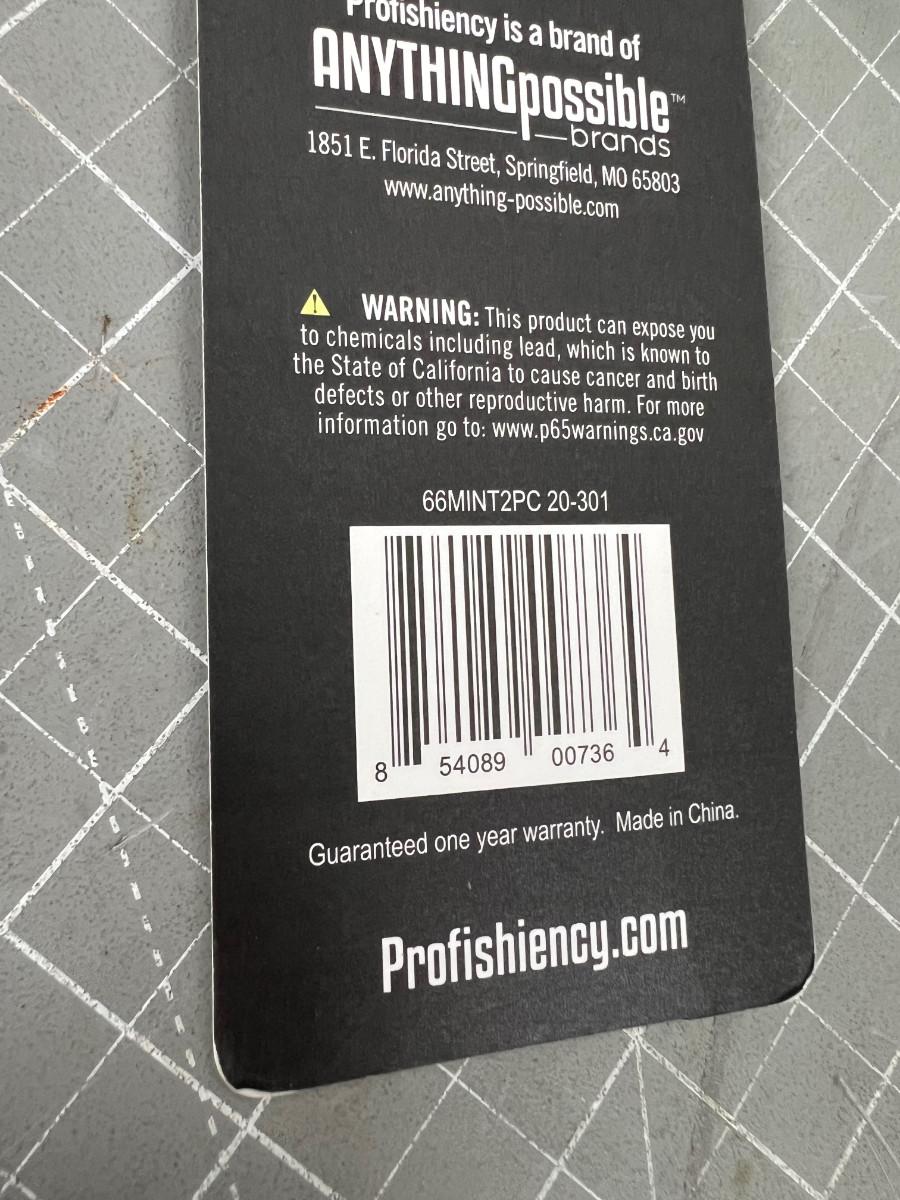 Profishiency is a brand of
ANYTHINGpossible™
brands
1851 E. Florida Street, Springfield, MO 65803
www.anything-possible.com
WARNING: This product can expose you
to chemicals including lead, which is known to
the State of California to cause cancer and birth
defects or other reproductive harm. For more
information go to: www.p65warnings.ca.gov
66MINT2PC 20-301
8 54089 00736 4
Guaranteed one year warranty. Made in China.
Profishiency.com